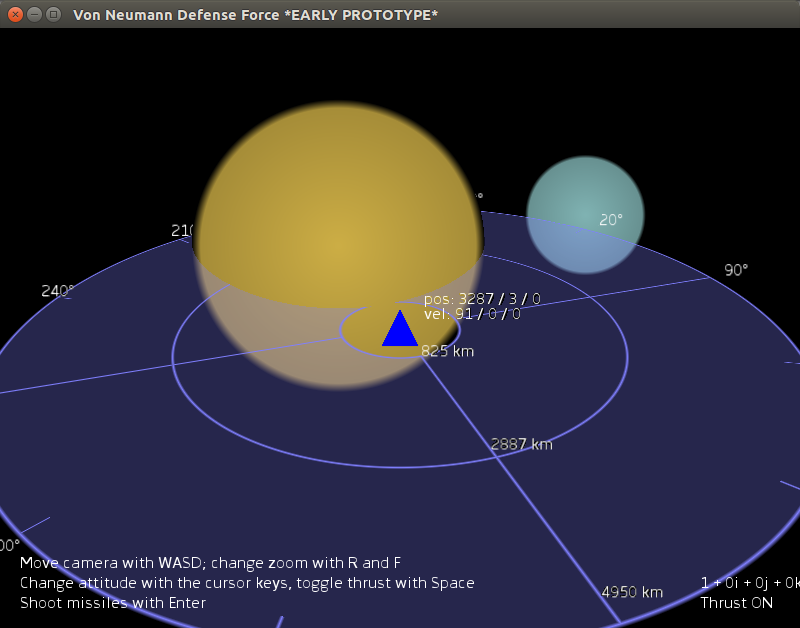 Von Neumann Defense Force *EARLY PROTOTYPE*
20°
210
240°
90°
pos: 3287 / 3 / 0
vel: 91 / 0 / 0
825 km
2887 km
00°
Move camera with WASD; change zoom with R and F
Change attitude with the cursor keys, toggle thrust with Space
1 + 0i + 0j + 0k
4950 km
Shoot missiles with Enter
Thrust ON